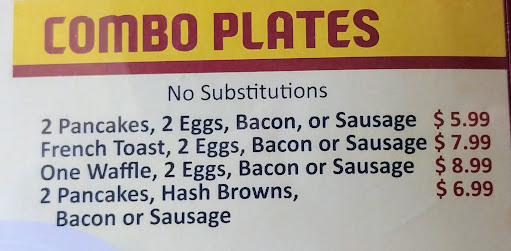 COMBO PLATES
No Substitutions
2 Pancakes, 2 Eggs, Bacon, or Sausage $ 5.99
French Toast, 2 Eggs, Bacon or Sausage $ 7.99
One Waffle, 2 Eggs, Bacon or Sausage $ 8.99
2 Pancakes, Hash Browns, $ 6.99
Bacon or Sausage